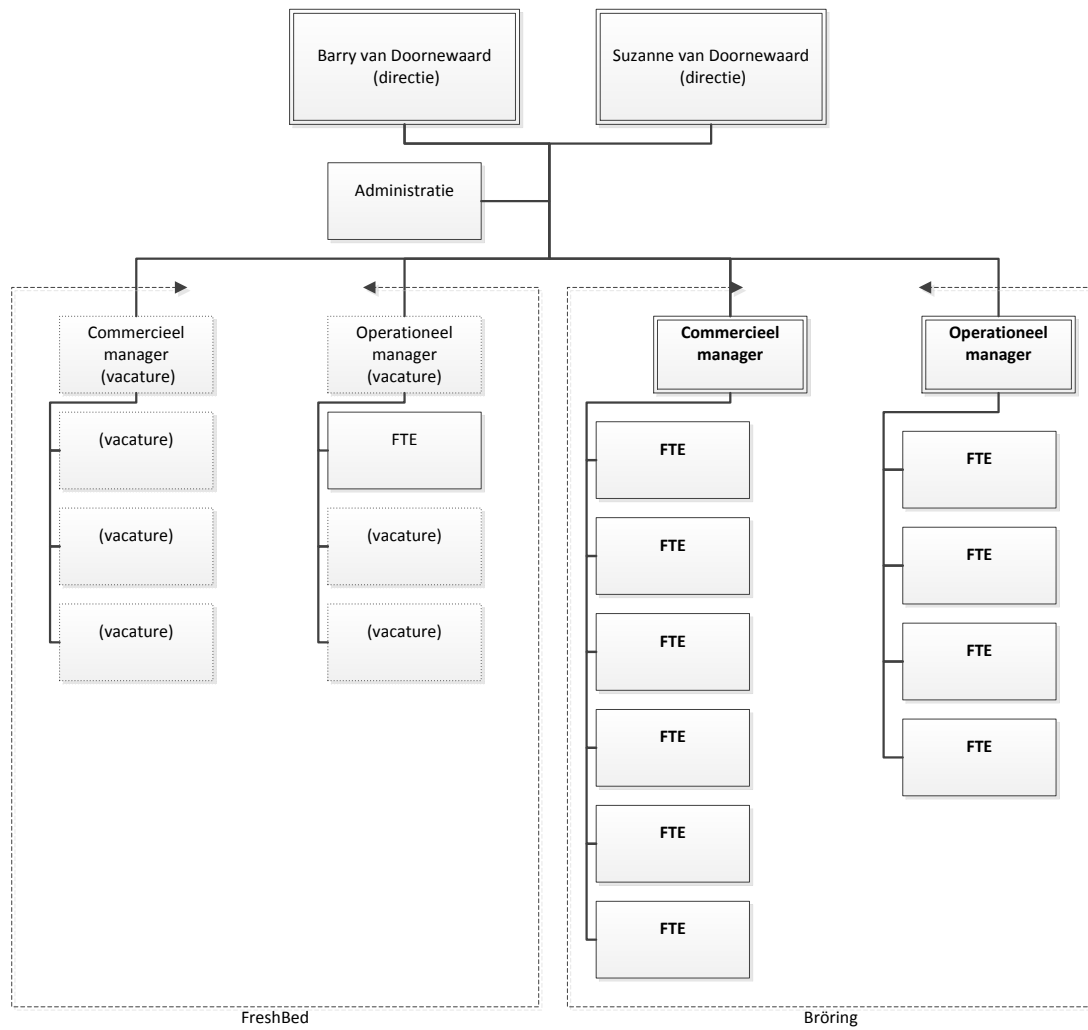 Barry van Doornewaard
(directie)
Suzanne van Doornewaard
(directie)
Administratie
Commercieel
manager
(vacature)
Operationeel
manager
(vacature)
Commercieel
manager
Operationeel
manager
(vacature)
(vacature)
(vacature)
FTE
(vacature)
(vacature)
FTE
FTE
FTE
FTE
FTE
FTE
FTE
FTE
FTE
FTE
FreshBed
Bröring